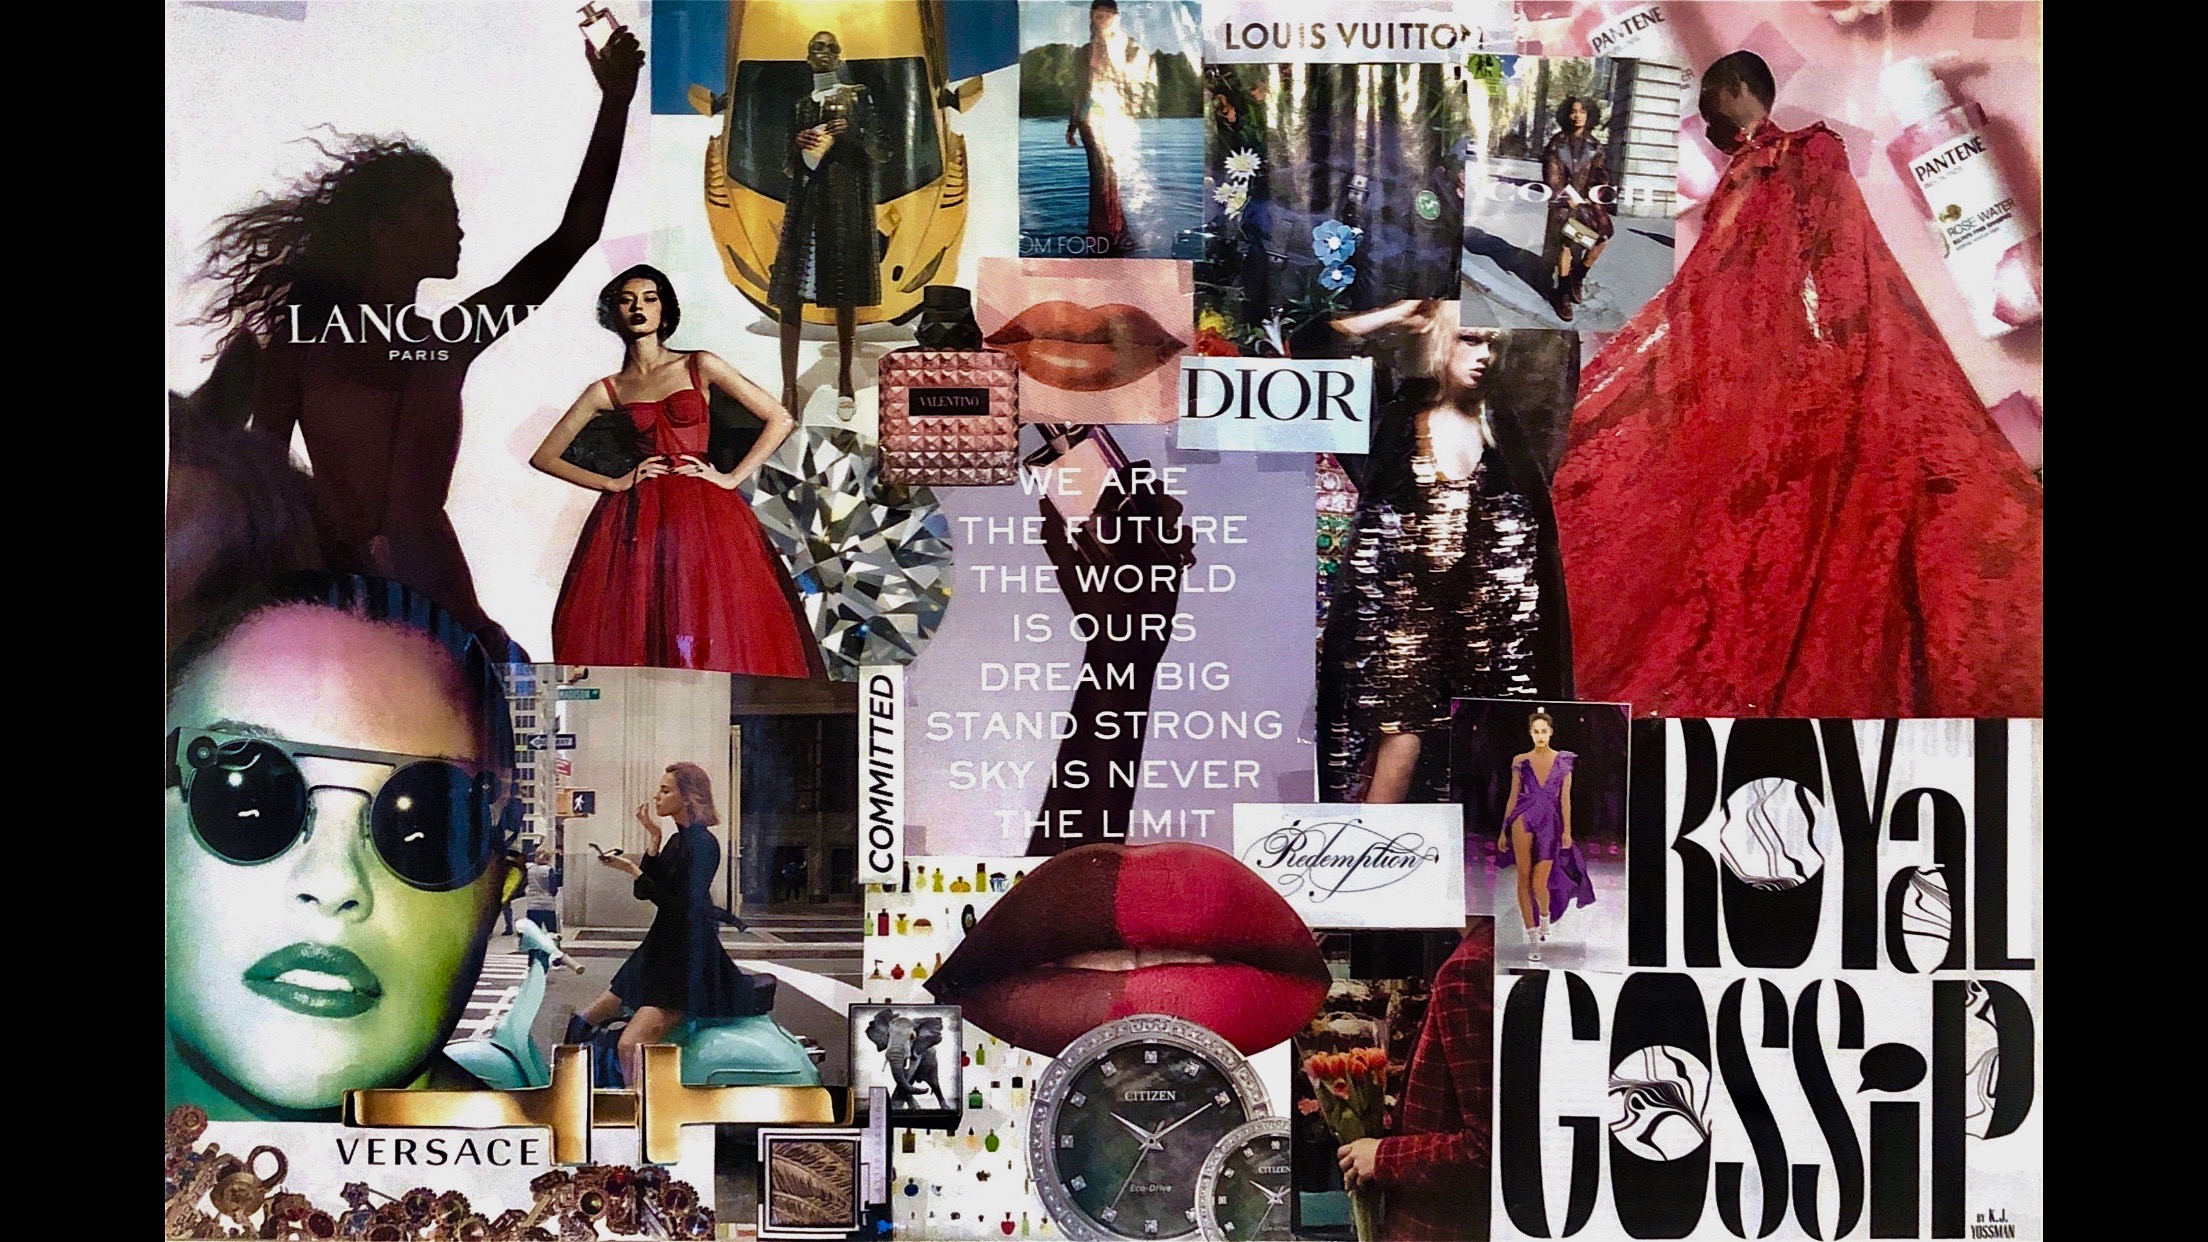 LOUIS VUITTON
PANTENE
PANTENE
ROSE WATER
COACH
OM FORD
LANCOM
PARIS
VALENTINO
DIOR
WE ARE
THE FUTURE
THE WORLD
IS OURS
DREAM BIG
STAND STRONG
SKY IS NEVER
THE LIMIT
COMMITTED
MADISON AV
Redemption
ROYAL
GOSSIP
BY K.J.
YOSSMAN
CITIZEN
Eco-Drive
CITIZEN
VERSACE